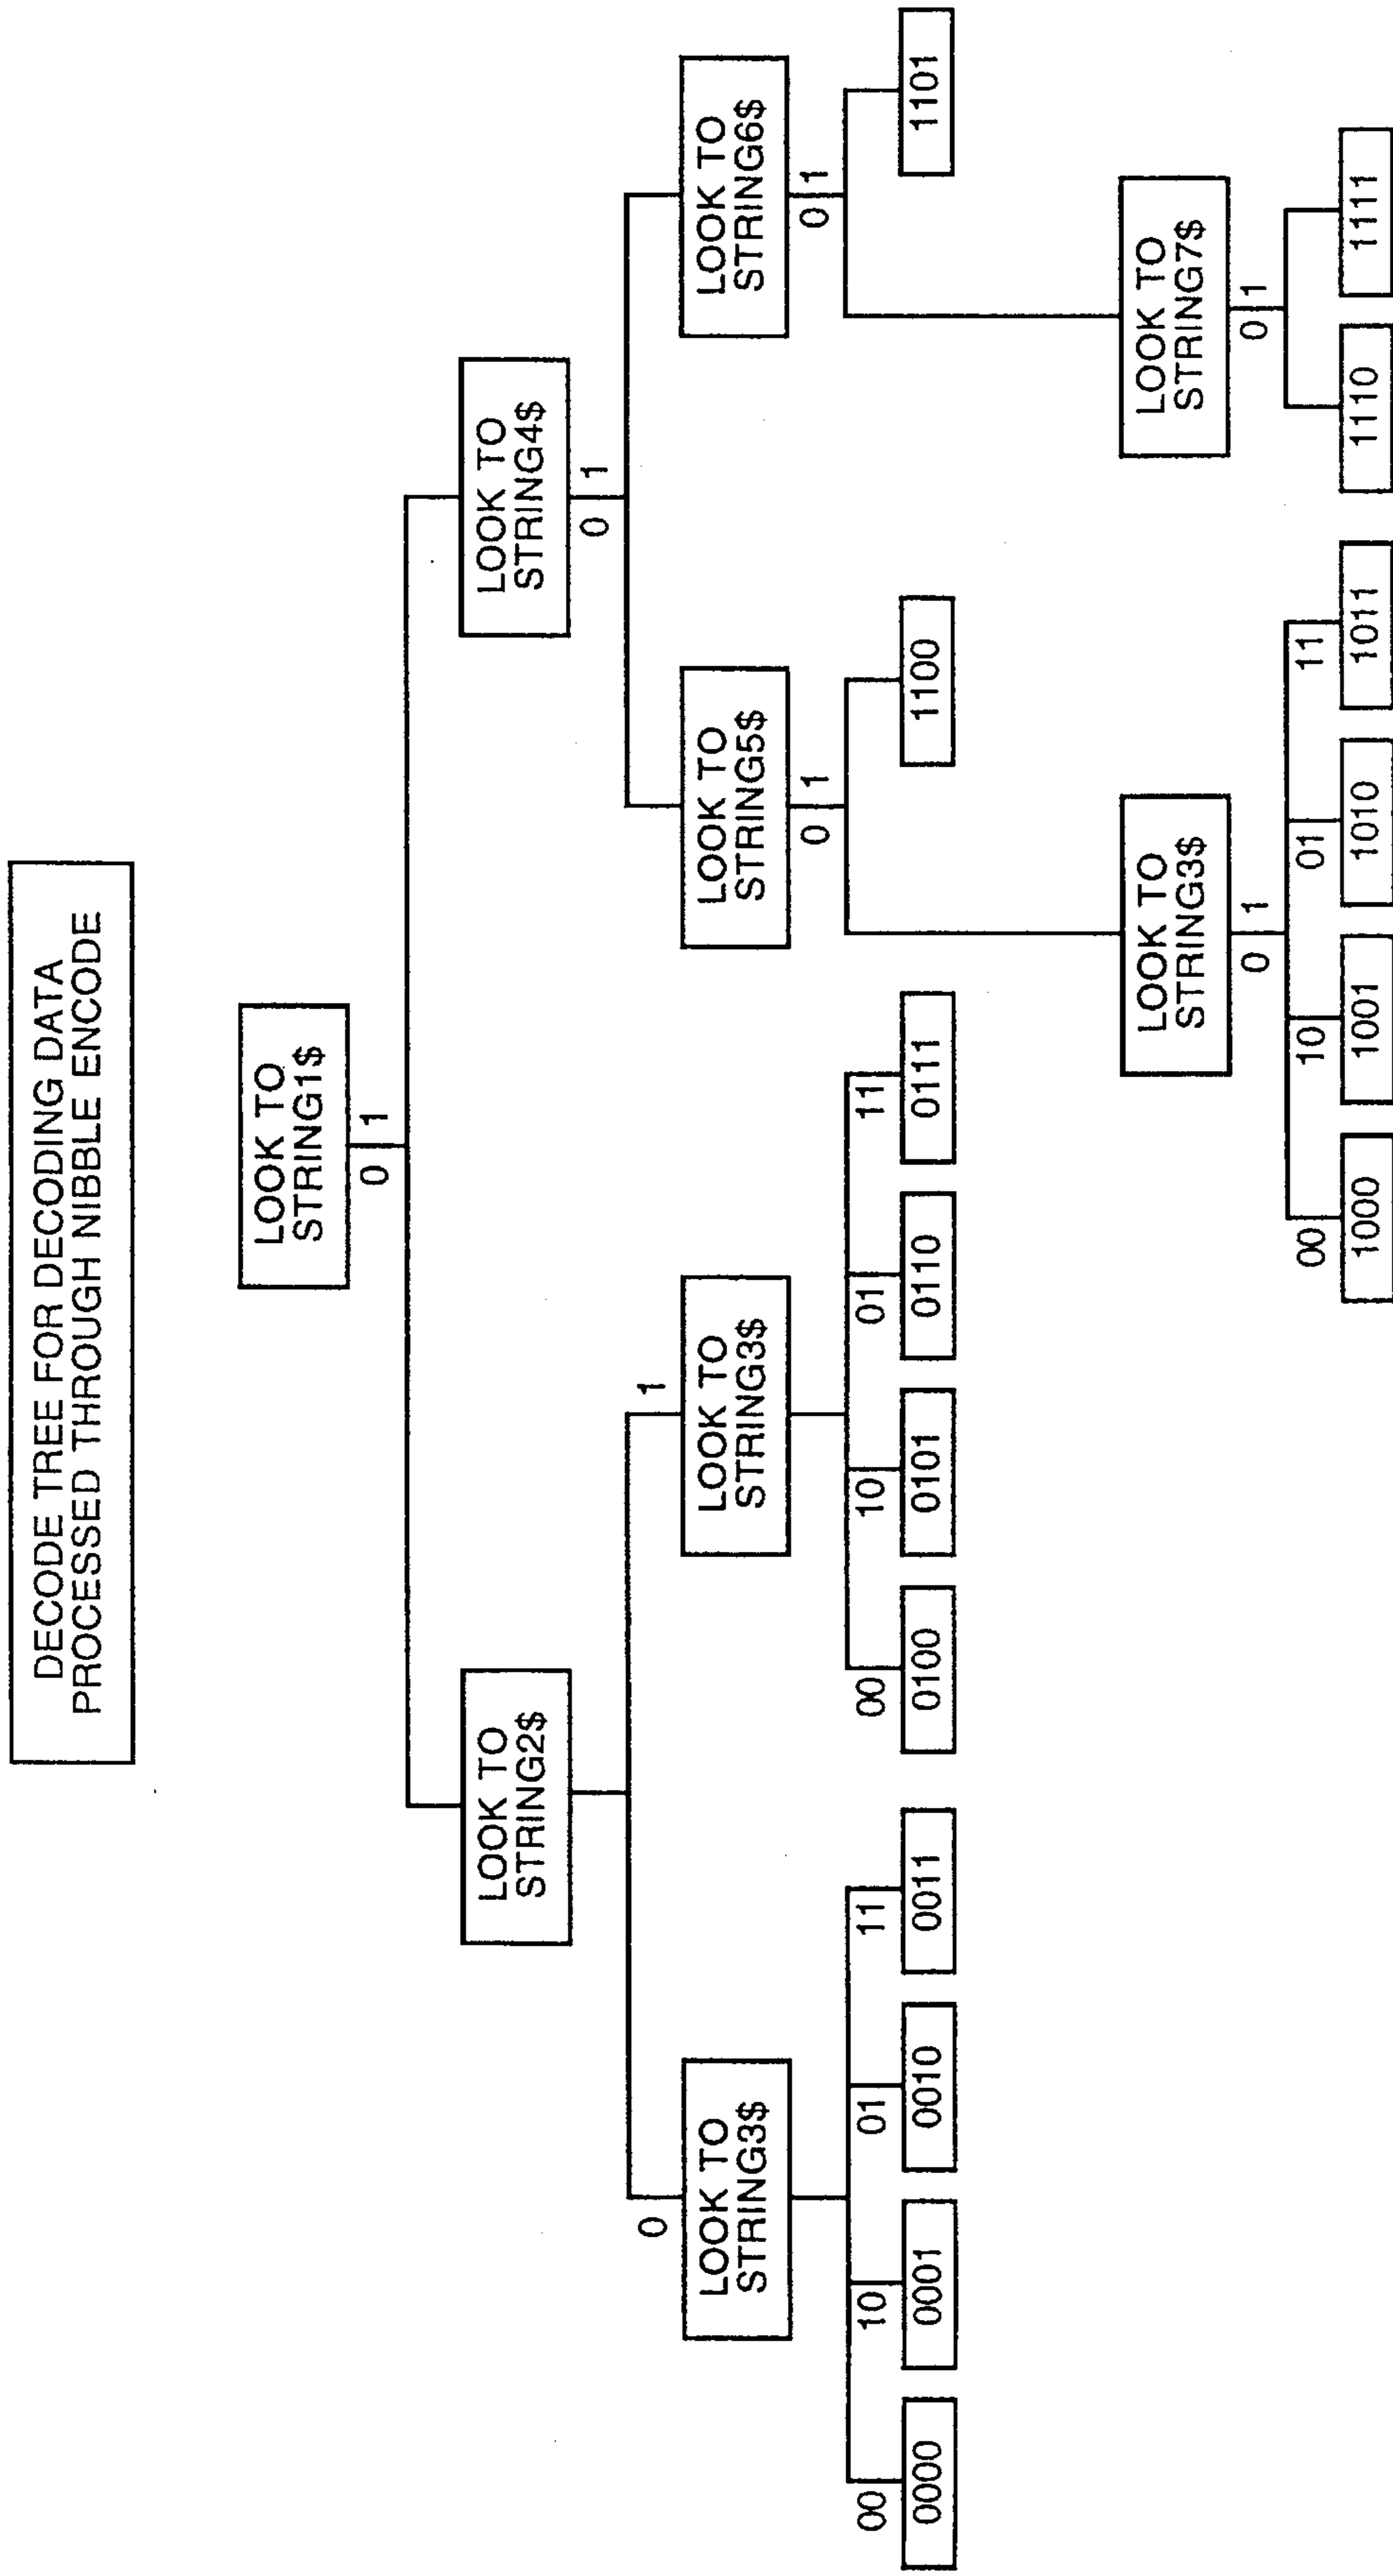 DECODE TREE FOR DECODING DATA
PROCESSED THROUGH NIBBLE ENCODE
LOOK TO
STRING1$
0 1
LOOK TO
STRING2$
LOOK TO
STRING4$
0 1
0
1
LOOK TO
STRING3$
LOOK TO
STRING3$
LOOK TO
STRING5$
LOOK TO
STRING6$
0 1
0 1
00
10
01
11
00
10
01
11
0000
0001
0010
0011
0100
0101
0110
0111
1100
1101
LOOK TO
STRING3$
LOOK TO
STRING7$
0 1
0 1
00
10
01
11
1000
1001
1010
1011
1110
1111